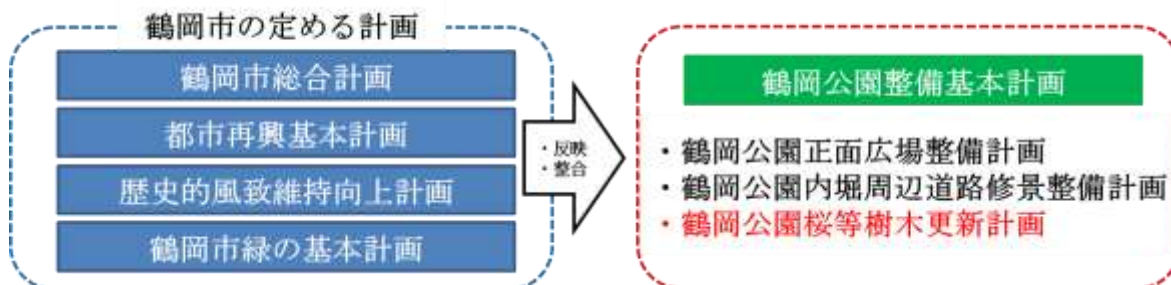 鶴岡市の定める計画
鶴岡市総合計画
都市再興基本計画
歴史的風致維持向上計画
鶴岡市緑の基本計画
・反映
・整合
鶴岡公園整備基本計画
・鶴岡公園正面広場整備計画
・鶴岡公園内堀周辺道路修景整備計画
・鶴岡公園桜等樹木更新計画